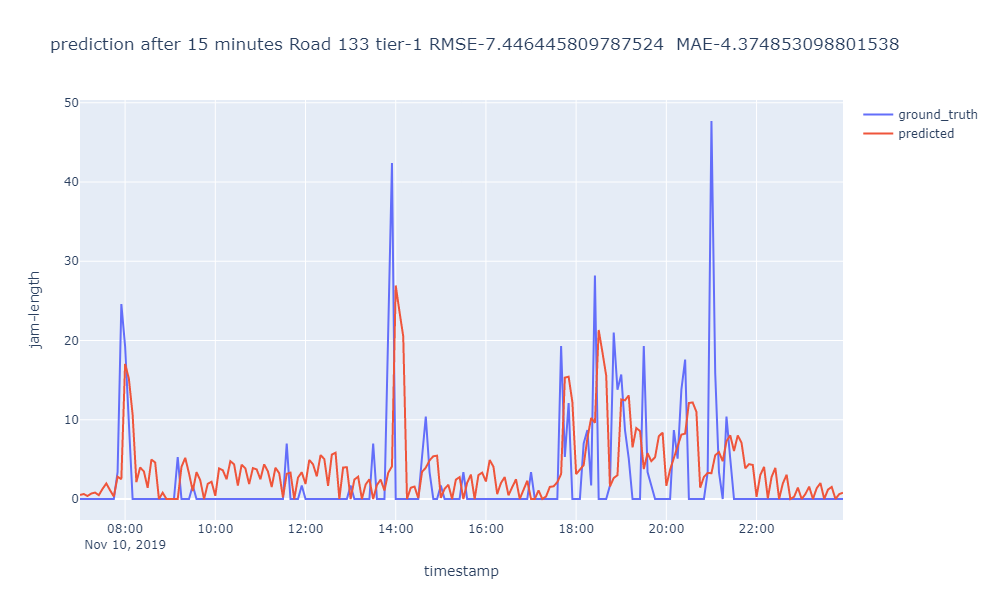 prediction after 15 minutes Road 133 tier-1 RMSE-7.446445809787524  MAE-4.374853098801538
ground_truth
predicted
50
40
30
20
10
0
jam-length
08:00 10:00 12:00 14:00 16:00 18:00 20:00 22:00
Nov 10, 2019
timestamp